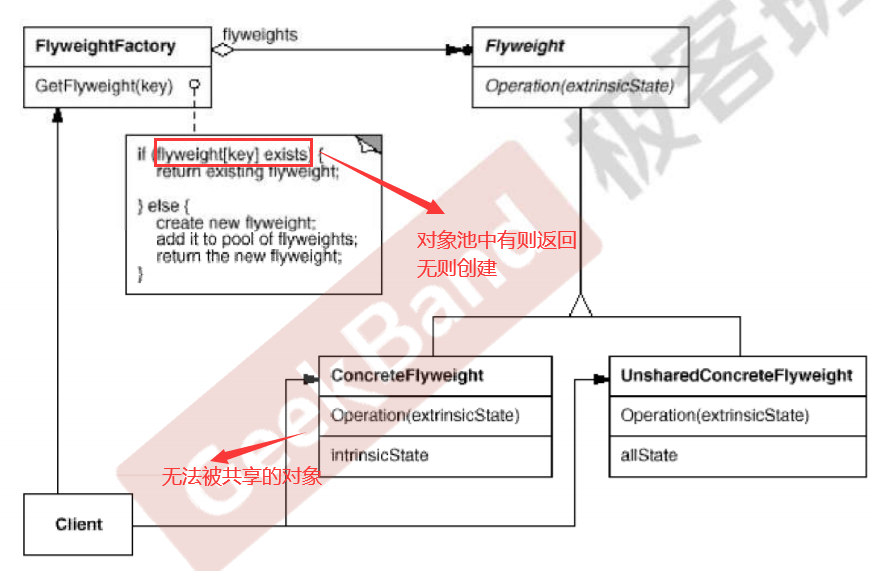 FlyweightFactory
GetFlyweight(key)
flyweights
Flyweight
Operation(extrinsicState)
if (flyweight[key] exists) {
return existing flyweight;
} else {
create new flyweight;
add it to pool of flyweights;
return the new flyweight;
}
对象池中有则返回
无则创建
ConcreteFlyweight
Operation(extrinsicState)
intrinsicState
UnsharedConcreteFlyweight
Operation(extrinsicState)
allState
无法被共享的对象
Client
GeekBand
极客班